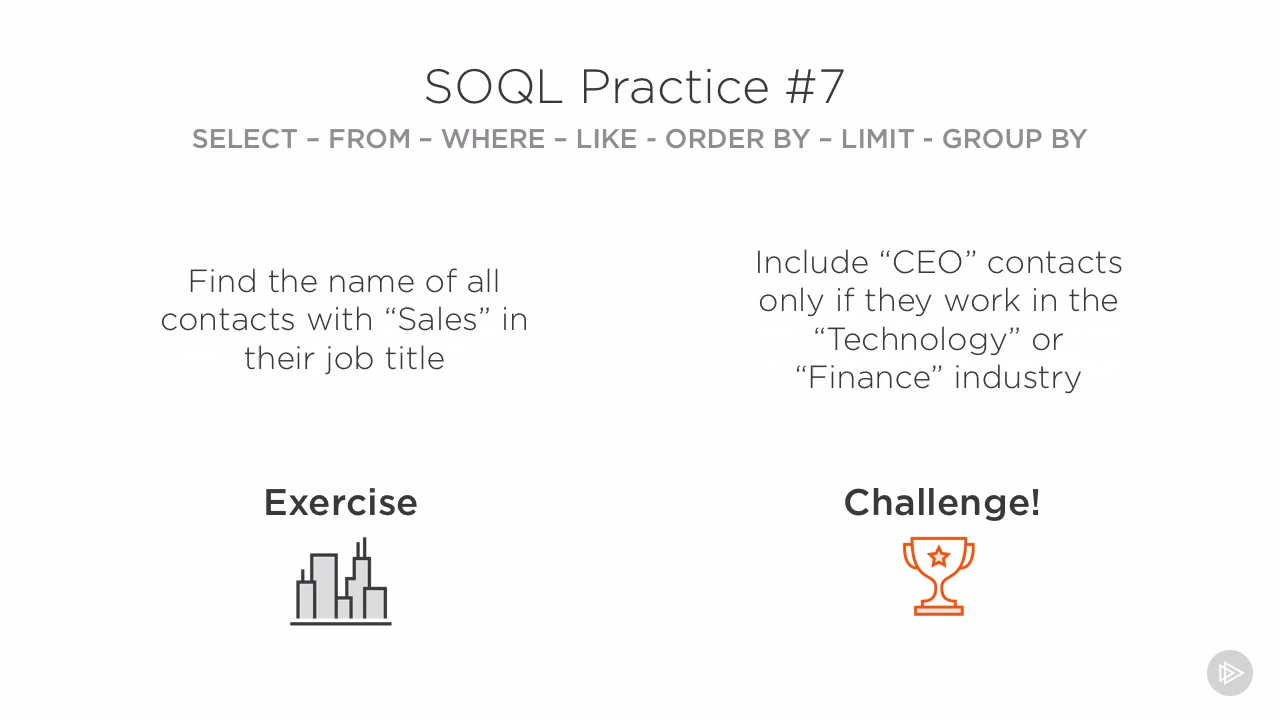 SOQL Practice #7
SELECT – FROM – WHERE – LIKE - ORDER BY – LIMIT - GROUP BY
Find the name of all
contacts with “Sales” in
their job title
Exercise
Include “CEO” contacts
only if they work in the
“Technology” or
“Finance” industry
Challenge!